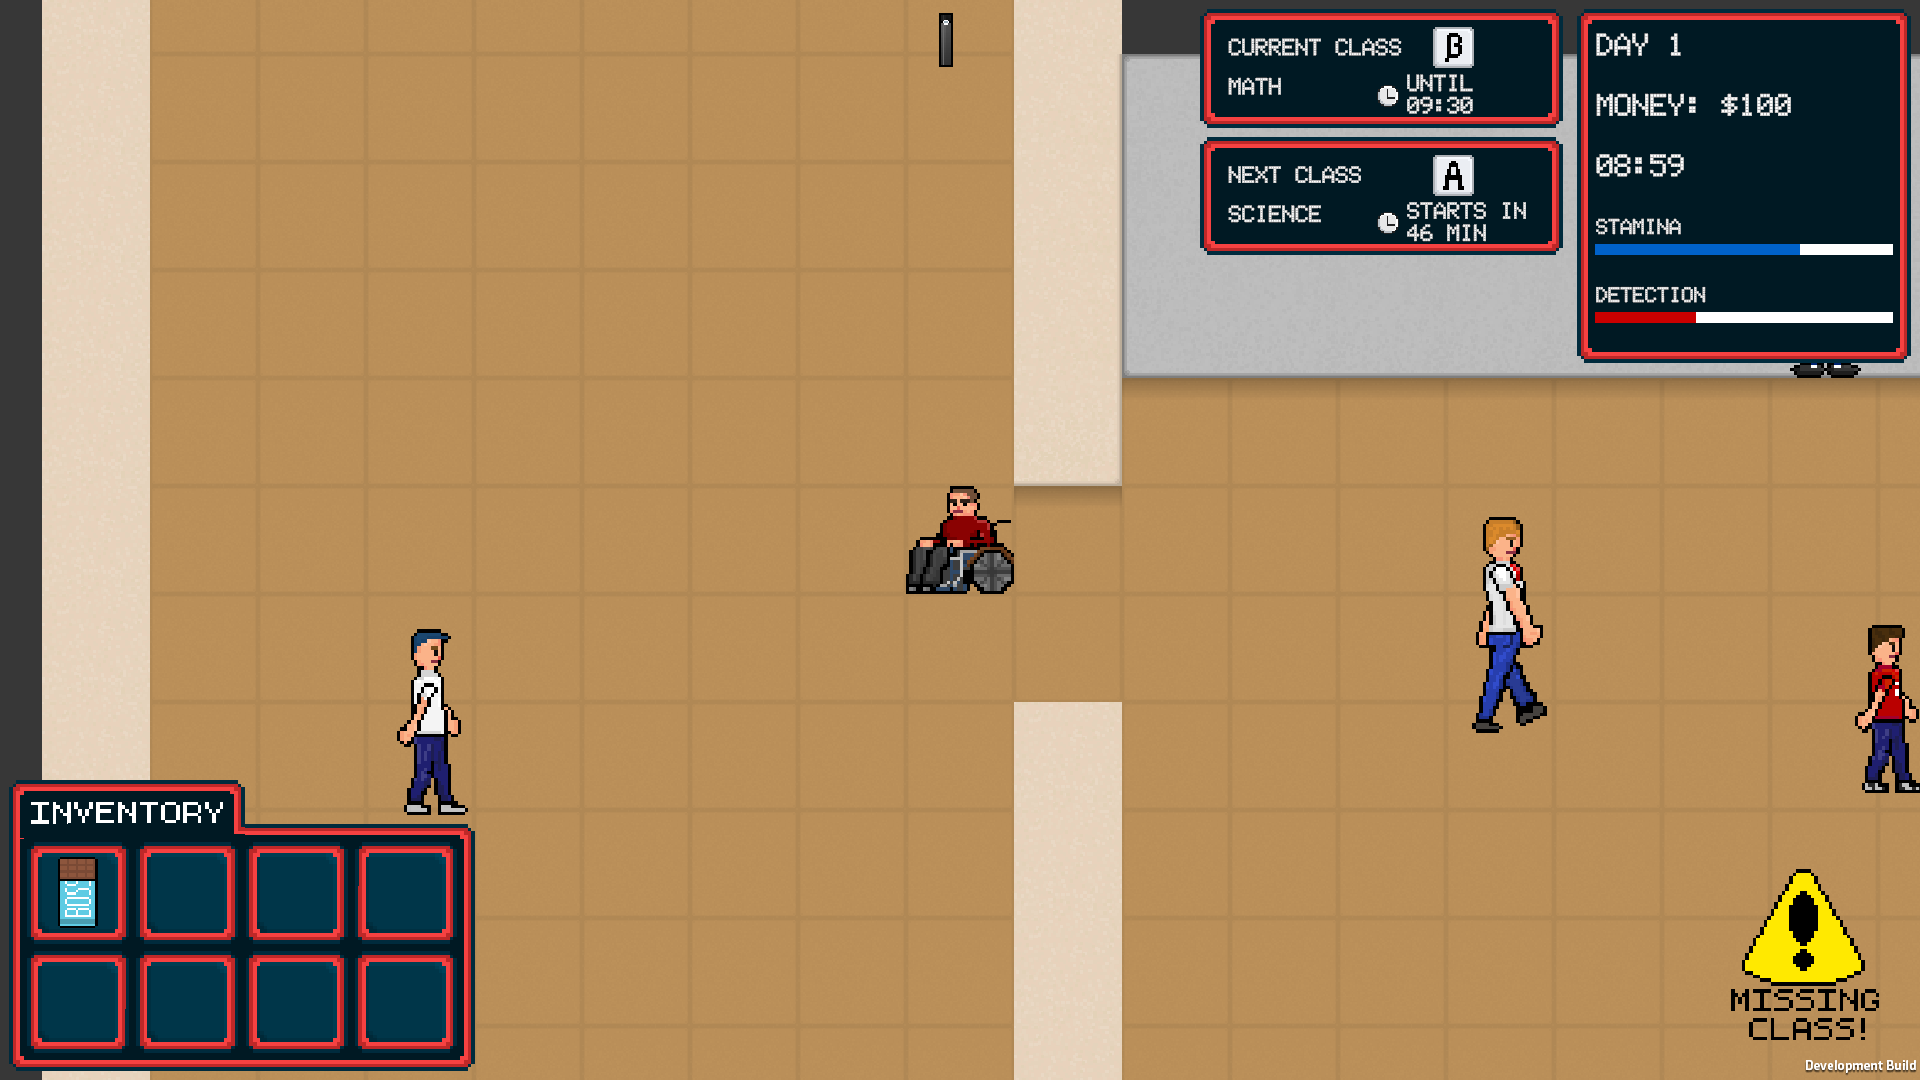 CURRENT CLASS β
MATH
UNTIL
09:30
NEXT CLASS A
SCIENCE
STARTS IN
46 MIN
DAY 1
MONEY: $100
08:59
STAMINA
DETECTION
INVENTORY
MISSING
CLASS!
Development Build